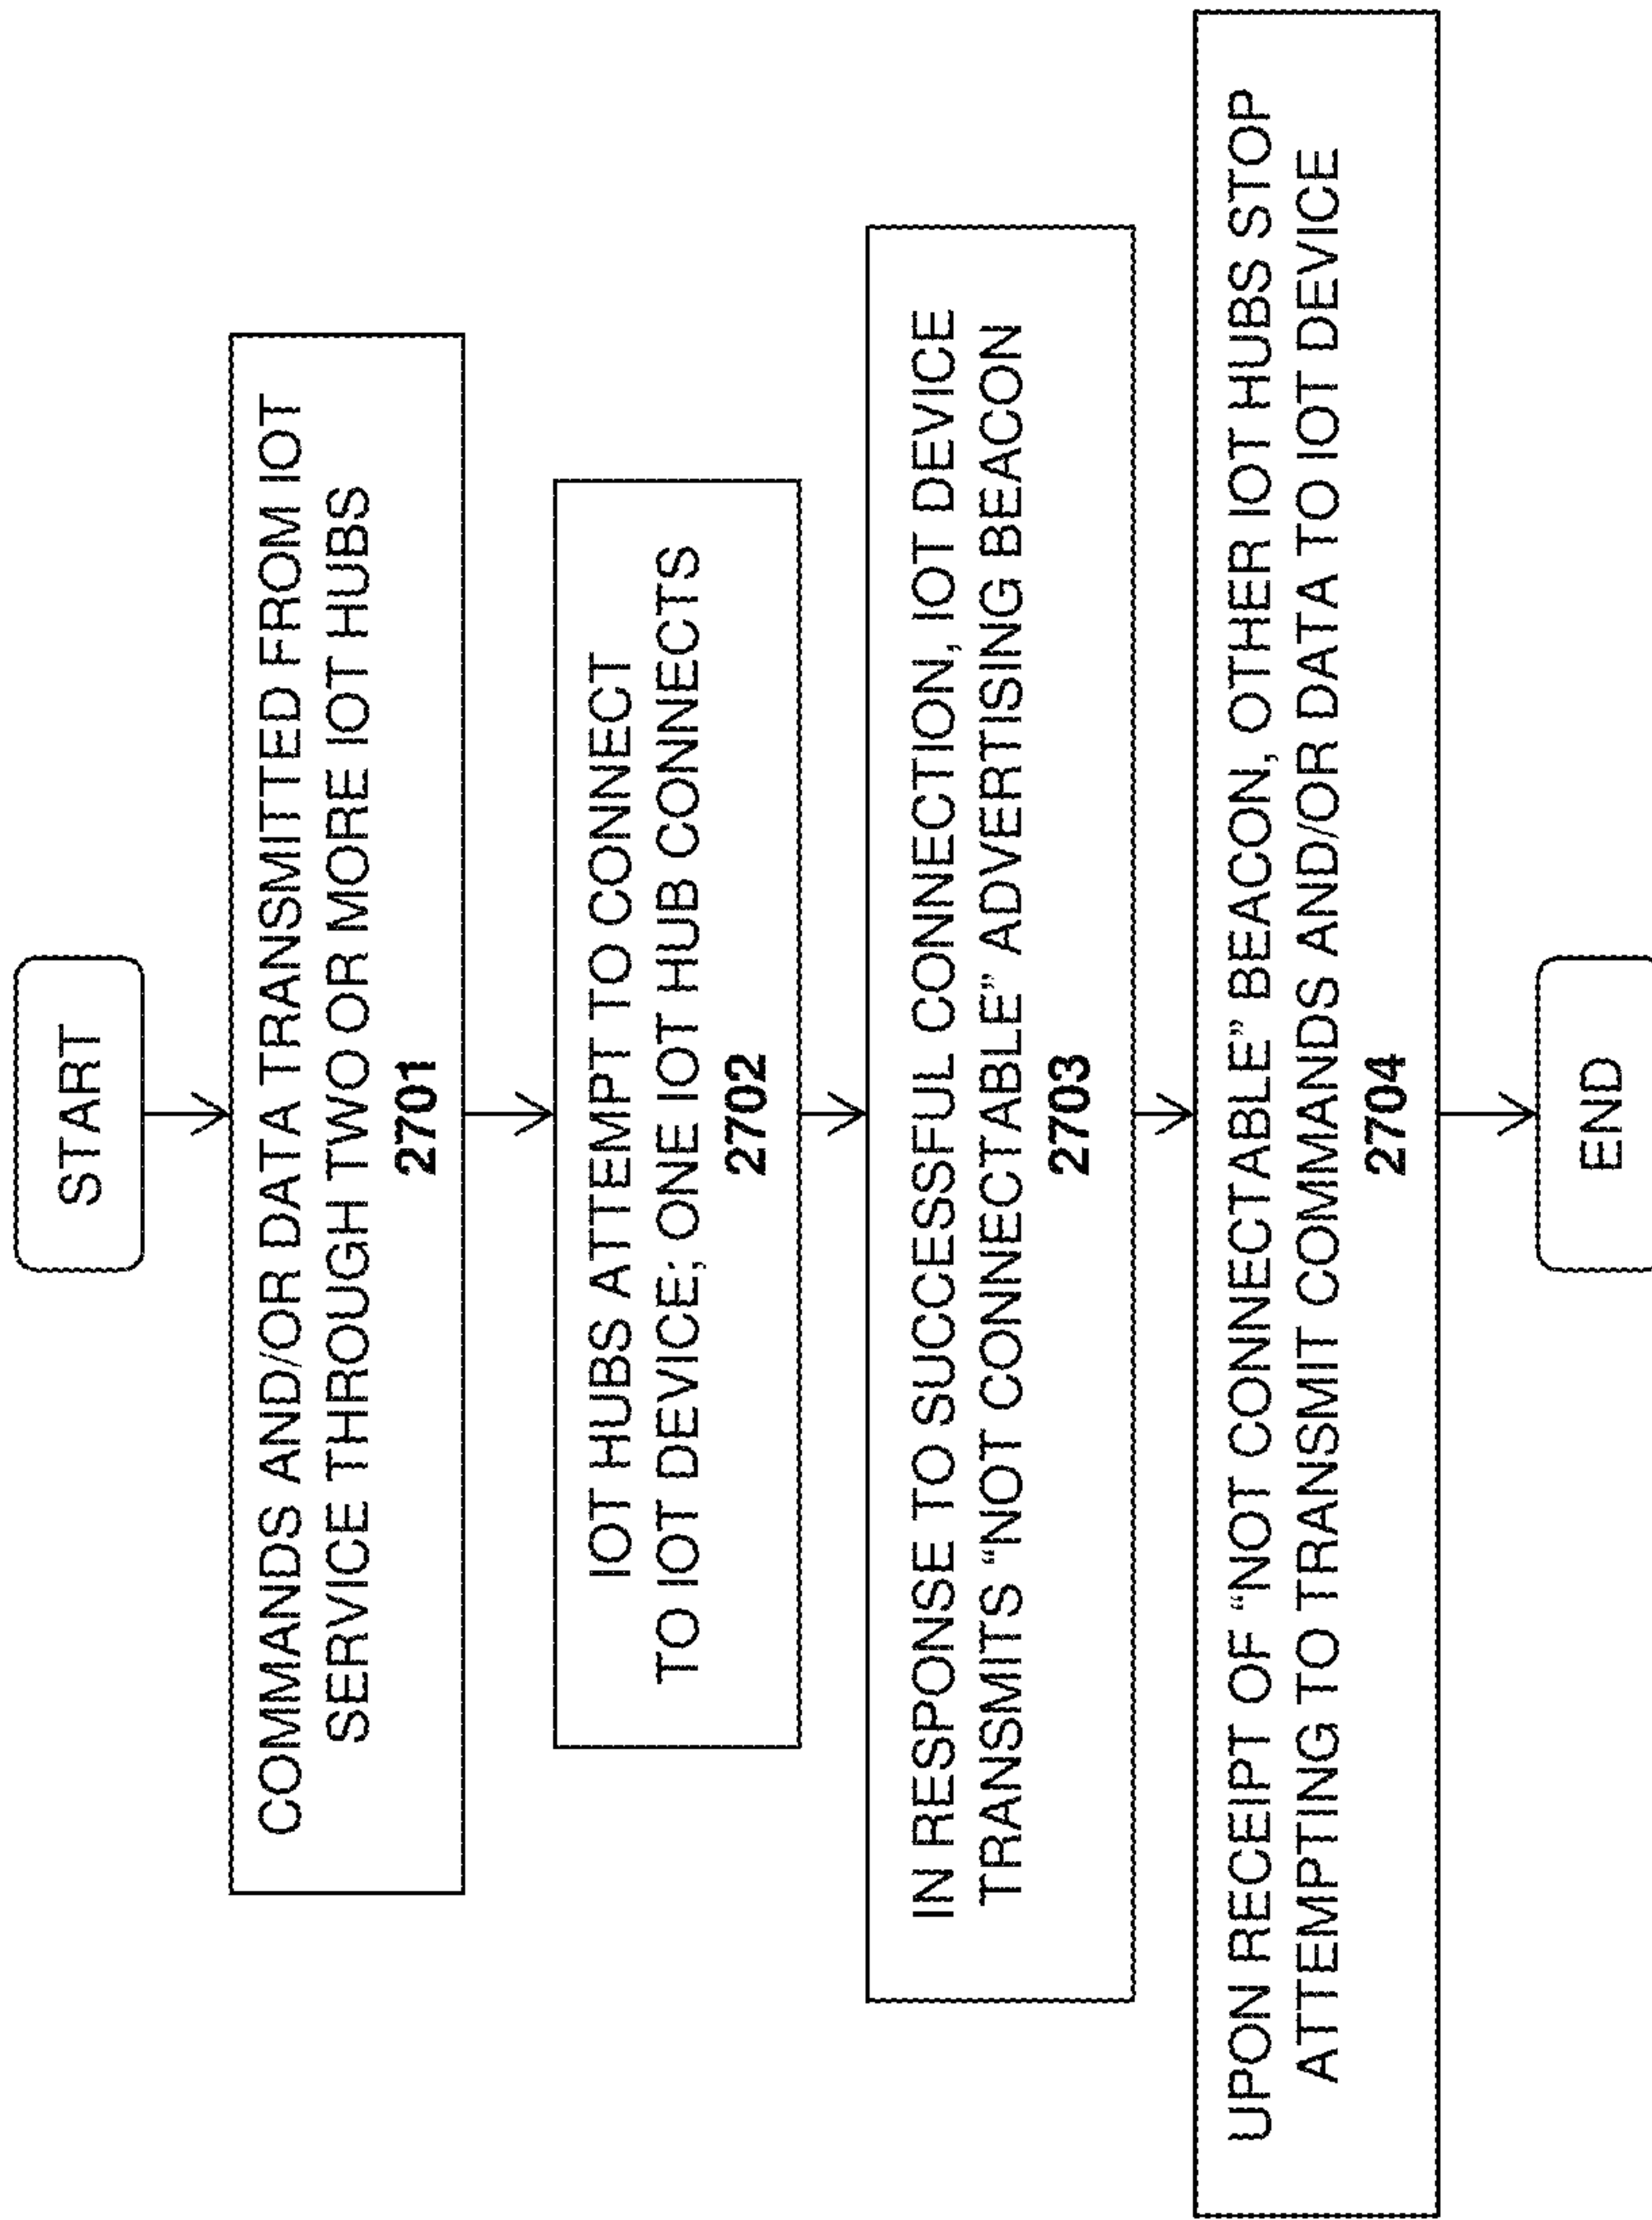 START
COMMANDS AND/OR DATA TRANSMITTED FROM IOT
SERVICE THROUGH TWO OR MORE IOT HUBS
2701
IOT HUBS ATTEMPT TO CONNECT
TO IOT DEVICE; ONE IOT HUB CONNECTS
2702
IN RESPONSE TO SUCCESSFUL CONNECTION, IOT DEVICE
TRANSMITS “NOT CONNECTABLE” ADVERTISING BEACON
2703
UPON RECEIPT OF “NOT CONNECTABLE” BEACON, OTHER IOT HUBS STOP
ATTEMPTING TO TRANSMIT COMMANDS AND/OR DATA TO IOT DEVICE
2704
END